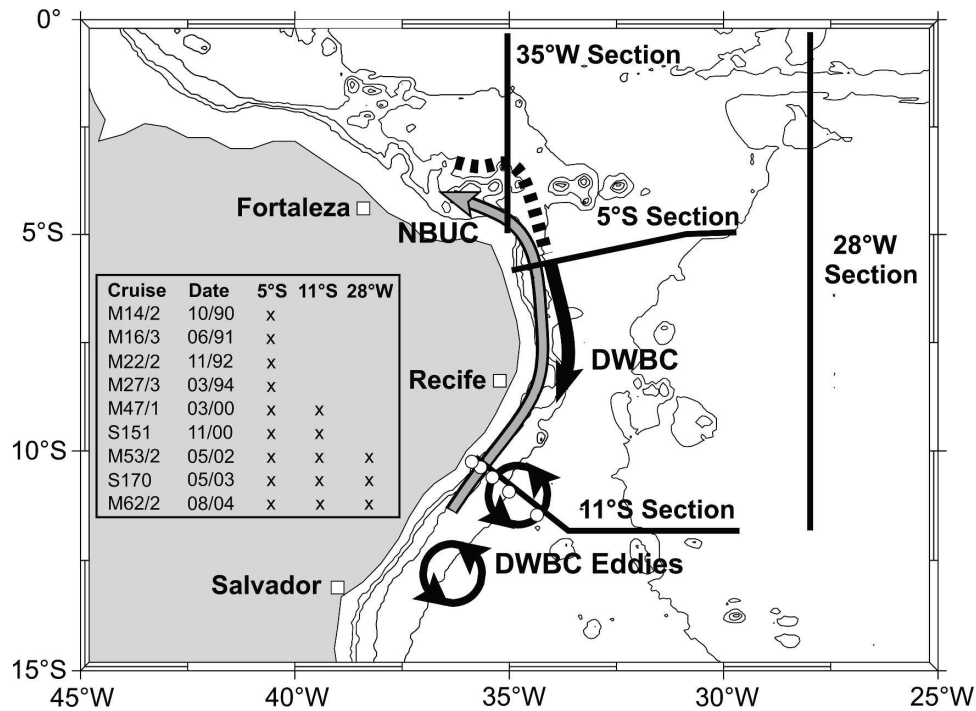 0°
35°W Section
Fortaleza
5°S Section
5°S
NBUC
28°W
Section
Cruise Date 5°S 11°S 28°W
M14/2 10/90 x
M16/3 06/91 x
M22/2 11/92 x
M27/3 03/94 x
M47/1 03/00 x x
S151 11/00 x x
M53/2 05/02 x x x
S170 05/03 x x x
M62/2 08/04 x x x
DWBC
Recife
10°S
11°S Section
DWBC Eddies
Salvador
15°S
45°W 40°W 35°W 30°W 25°W